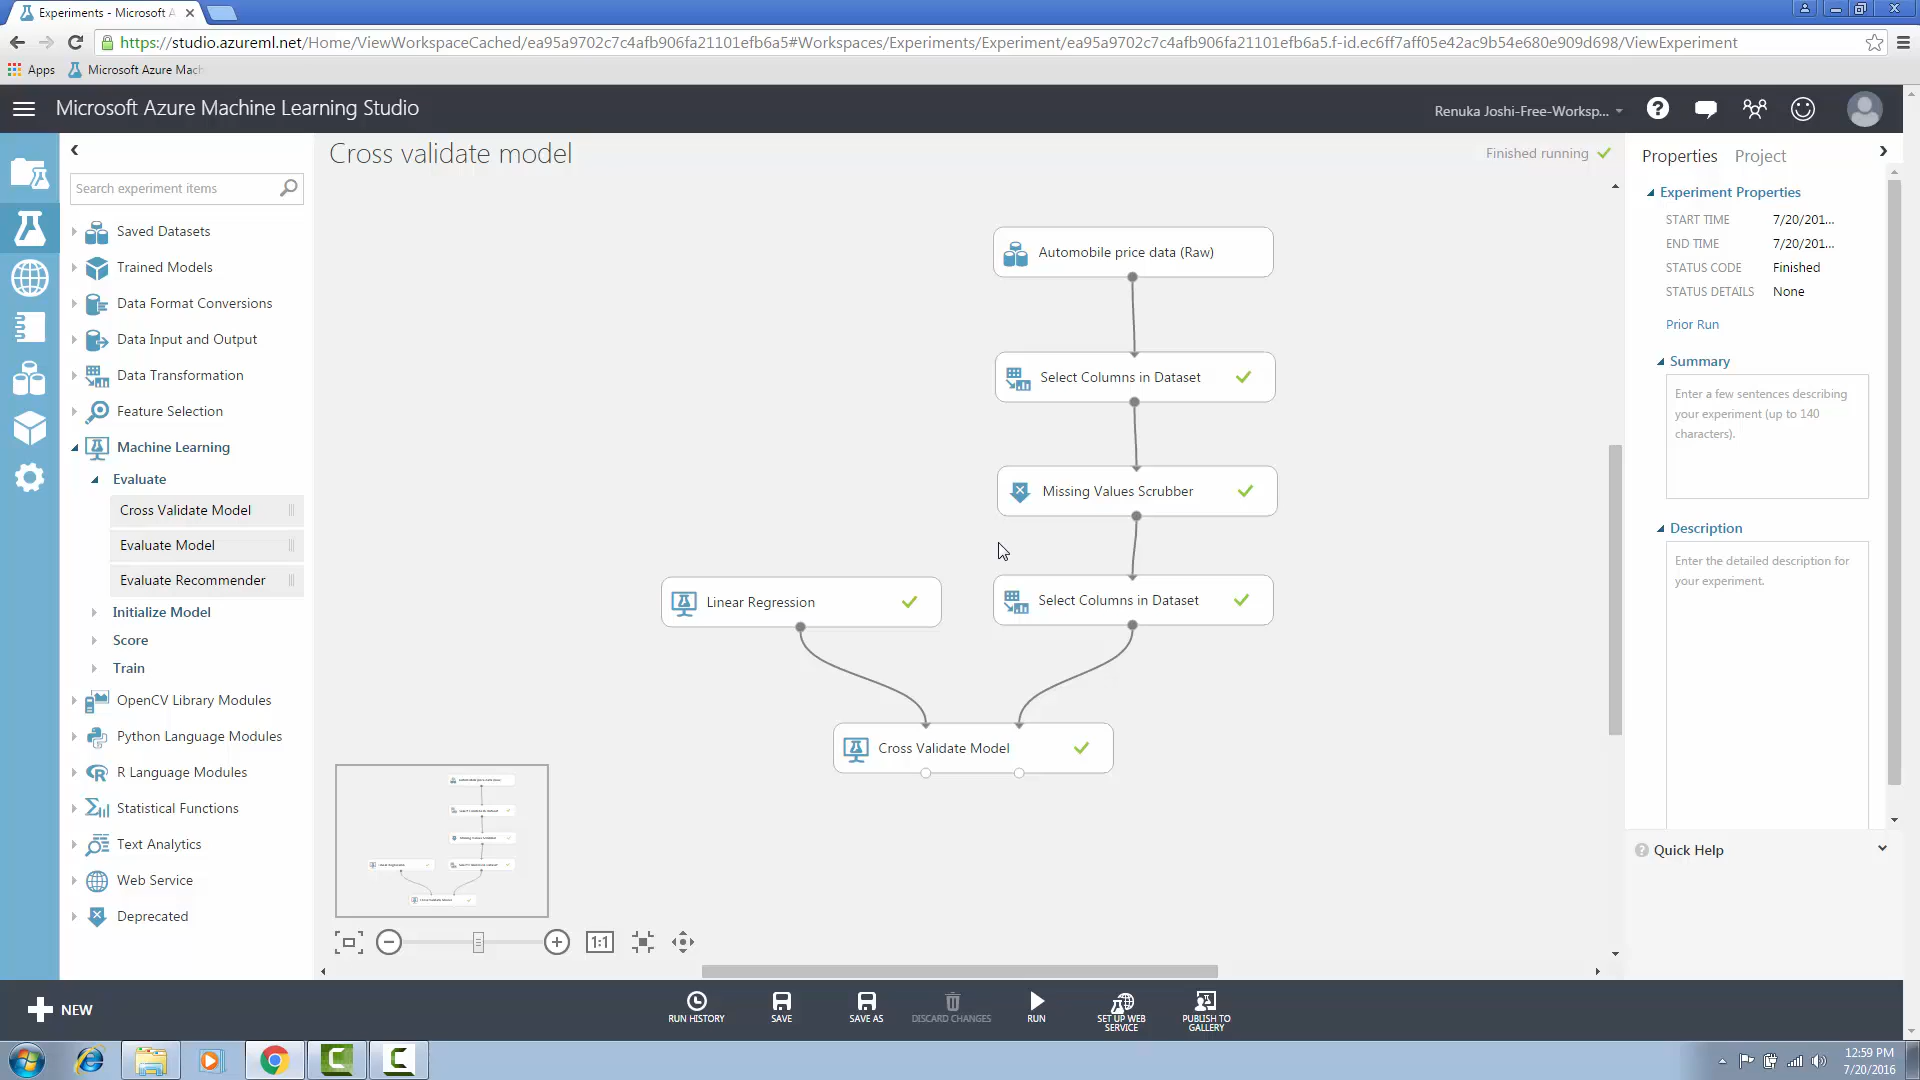 Experiments - Microsoft A
https://studio.azureml.net/Home/ViewWorkspaceCached/ea95a9702c7c4afb906fa21101efb6a5#Workspaces/Experiments/Experiment/ea95a9702c7c4afb906fa21101efb6a5.f-id.ec6ff7aff05e42ac9b54e680e909d698/ViewExperiment
Apps
Microsoft Azure Mach
Microsoft Azure Machine Learning Studio
Renuka Joshi-Free-Worksp...
Search experiment items
Saved Datasets
Trained Models
Data Format Conversions
Data Input and Output
Data Transformation
Feature Selection
Machine Learning
Evaluate
Cross Validate Model
Evaluate Model
Evaluate Recommender
Initialize Model
Score
Train
OpenCV Library Modules
Python Language Modules
R Language Modules
Statistical Functions
Text Analytics
Web Service
Deprecated
Cross validate model
Finished running
Automobile price data (Raw)
Select Columns in Dataset
Missing Values Scrubber
Linear Regression
Select Columns in Dataset
Cross Validate Model
1:1
Properties Project
Experiment Properties
START TIME 7/20/201...
END TIME 7/20/201...
STATUS CODE Finished
STATUS DETAILS None
Prior Run
Summary
Enter a few sentences describing
your experiment (up to 140
characters).
Description
Enter the detailed description for
your experiment.
Quick Help
NEW
RUN HISTORY
SAVE
SAVE AS
DISCARD CHANGES
RUN
SET UP WEB
SERVICE
PUBLISH TO
GALLERY
12:59 PM
7/20/2016